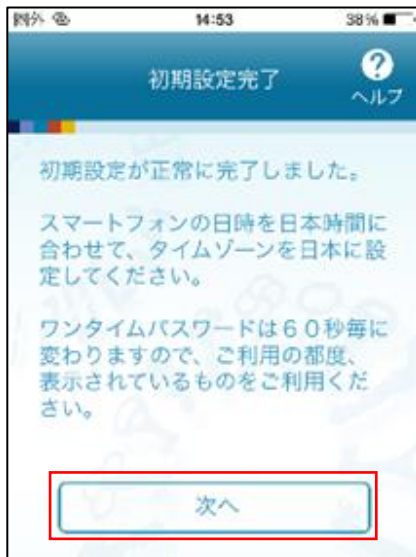 圏外
14:53
38%
初期設定完了
?
ヘルプ
初期設定が正常に完了しました。
スマートフォンの日時を日本時間に
合わせて、タイムゾーンを日本に設
定してください。
ワンタイムパスワードは60秒毎に
変わりますので、ご利用の都度、
表示されているものをご利用くだ
さい。
次へ